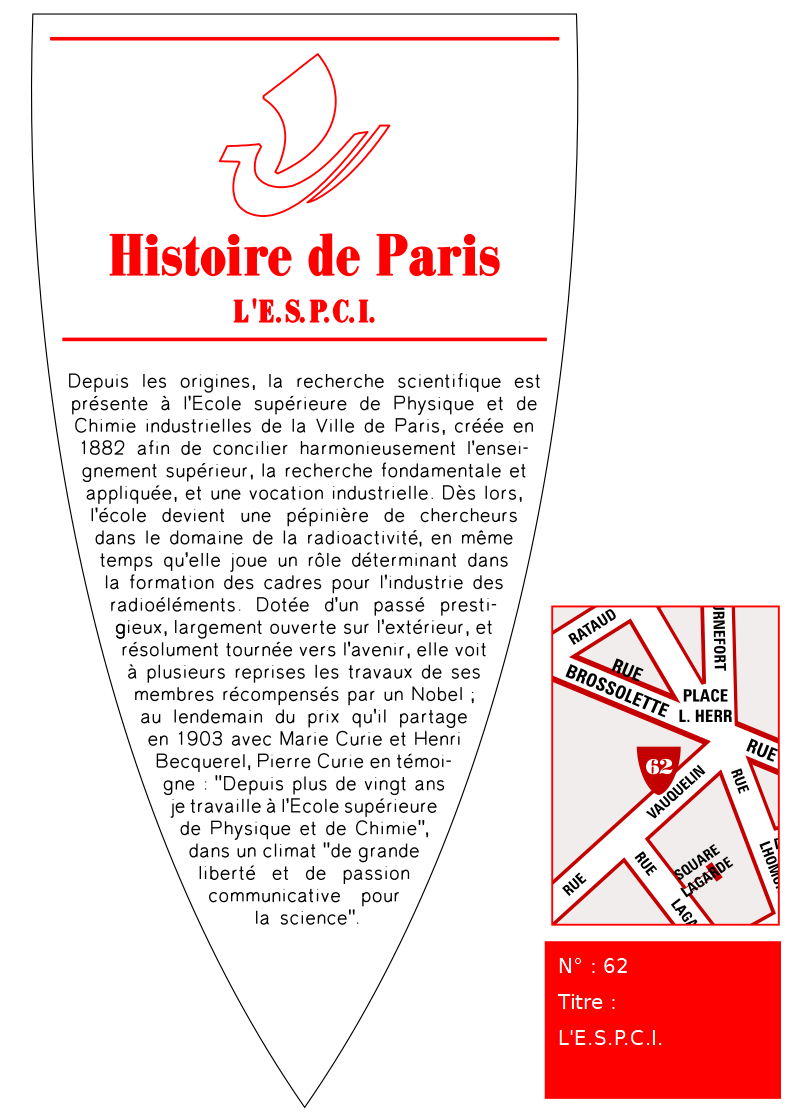 Histoire de Paris
L'E.S.P.C.I.
Depuis les origines, la recherche scientifique est
présente à l'Ecole supérieure de Physique et de
Chimie industrielles de la Ville de Paris, créée en
1882 afin de concilier harmonieusement l'ensei-
gnement supérieur, la recherche fondamentale et
appliquée, et une vocation industrielle. Dès lors,
l'école devient une pépinière de chercheurs
dans le domaine de la radioactivité, en même
temps qu'elle joue un rôle déterminant dans
la formation des cadres pour l'industrie des
radioéléments. Dotée d'un passé presti-
gieux, largement ouverte sur l'extérieur, et
résolument tournée vers l'avenir, elle voit
à plusieurs reprises les travaux de ses
membres récompensés par un Nobel ;
au lendemain du prix qu'il partage
en 1903 avec Marie Curie et Henri
Becquerel, Pierre Curie en témoi-
gne : "Depuis plus de vingt ans
je travaille à l'Ecole supérieure
de Physique et de Chimie",
dans un climat "de grande
liberté et de passion
communicative pour
la science".
RATAUD
URNEFORT
RUE
BROSSOLETTE
PLACE
L. HERR
RUE
62
VAUQUELIN
RUE
RUE
RUE
SQUARE
LAGARDE
LAGA
LHOMO
N° : 62
Titre :
L'E.S.P.C.I.